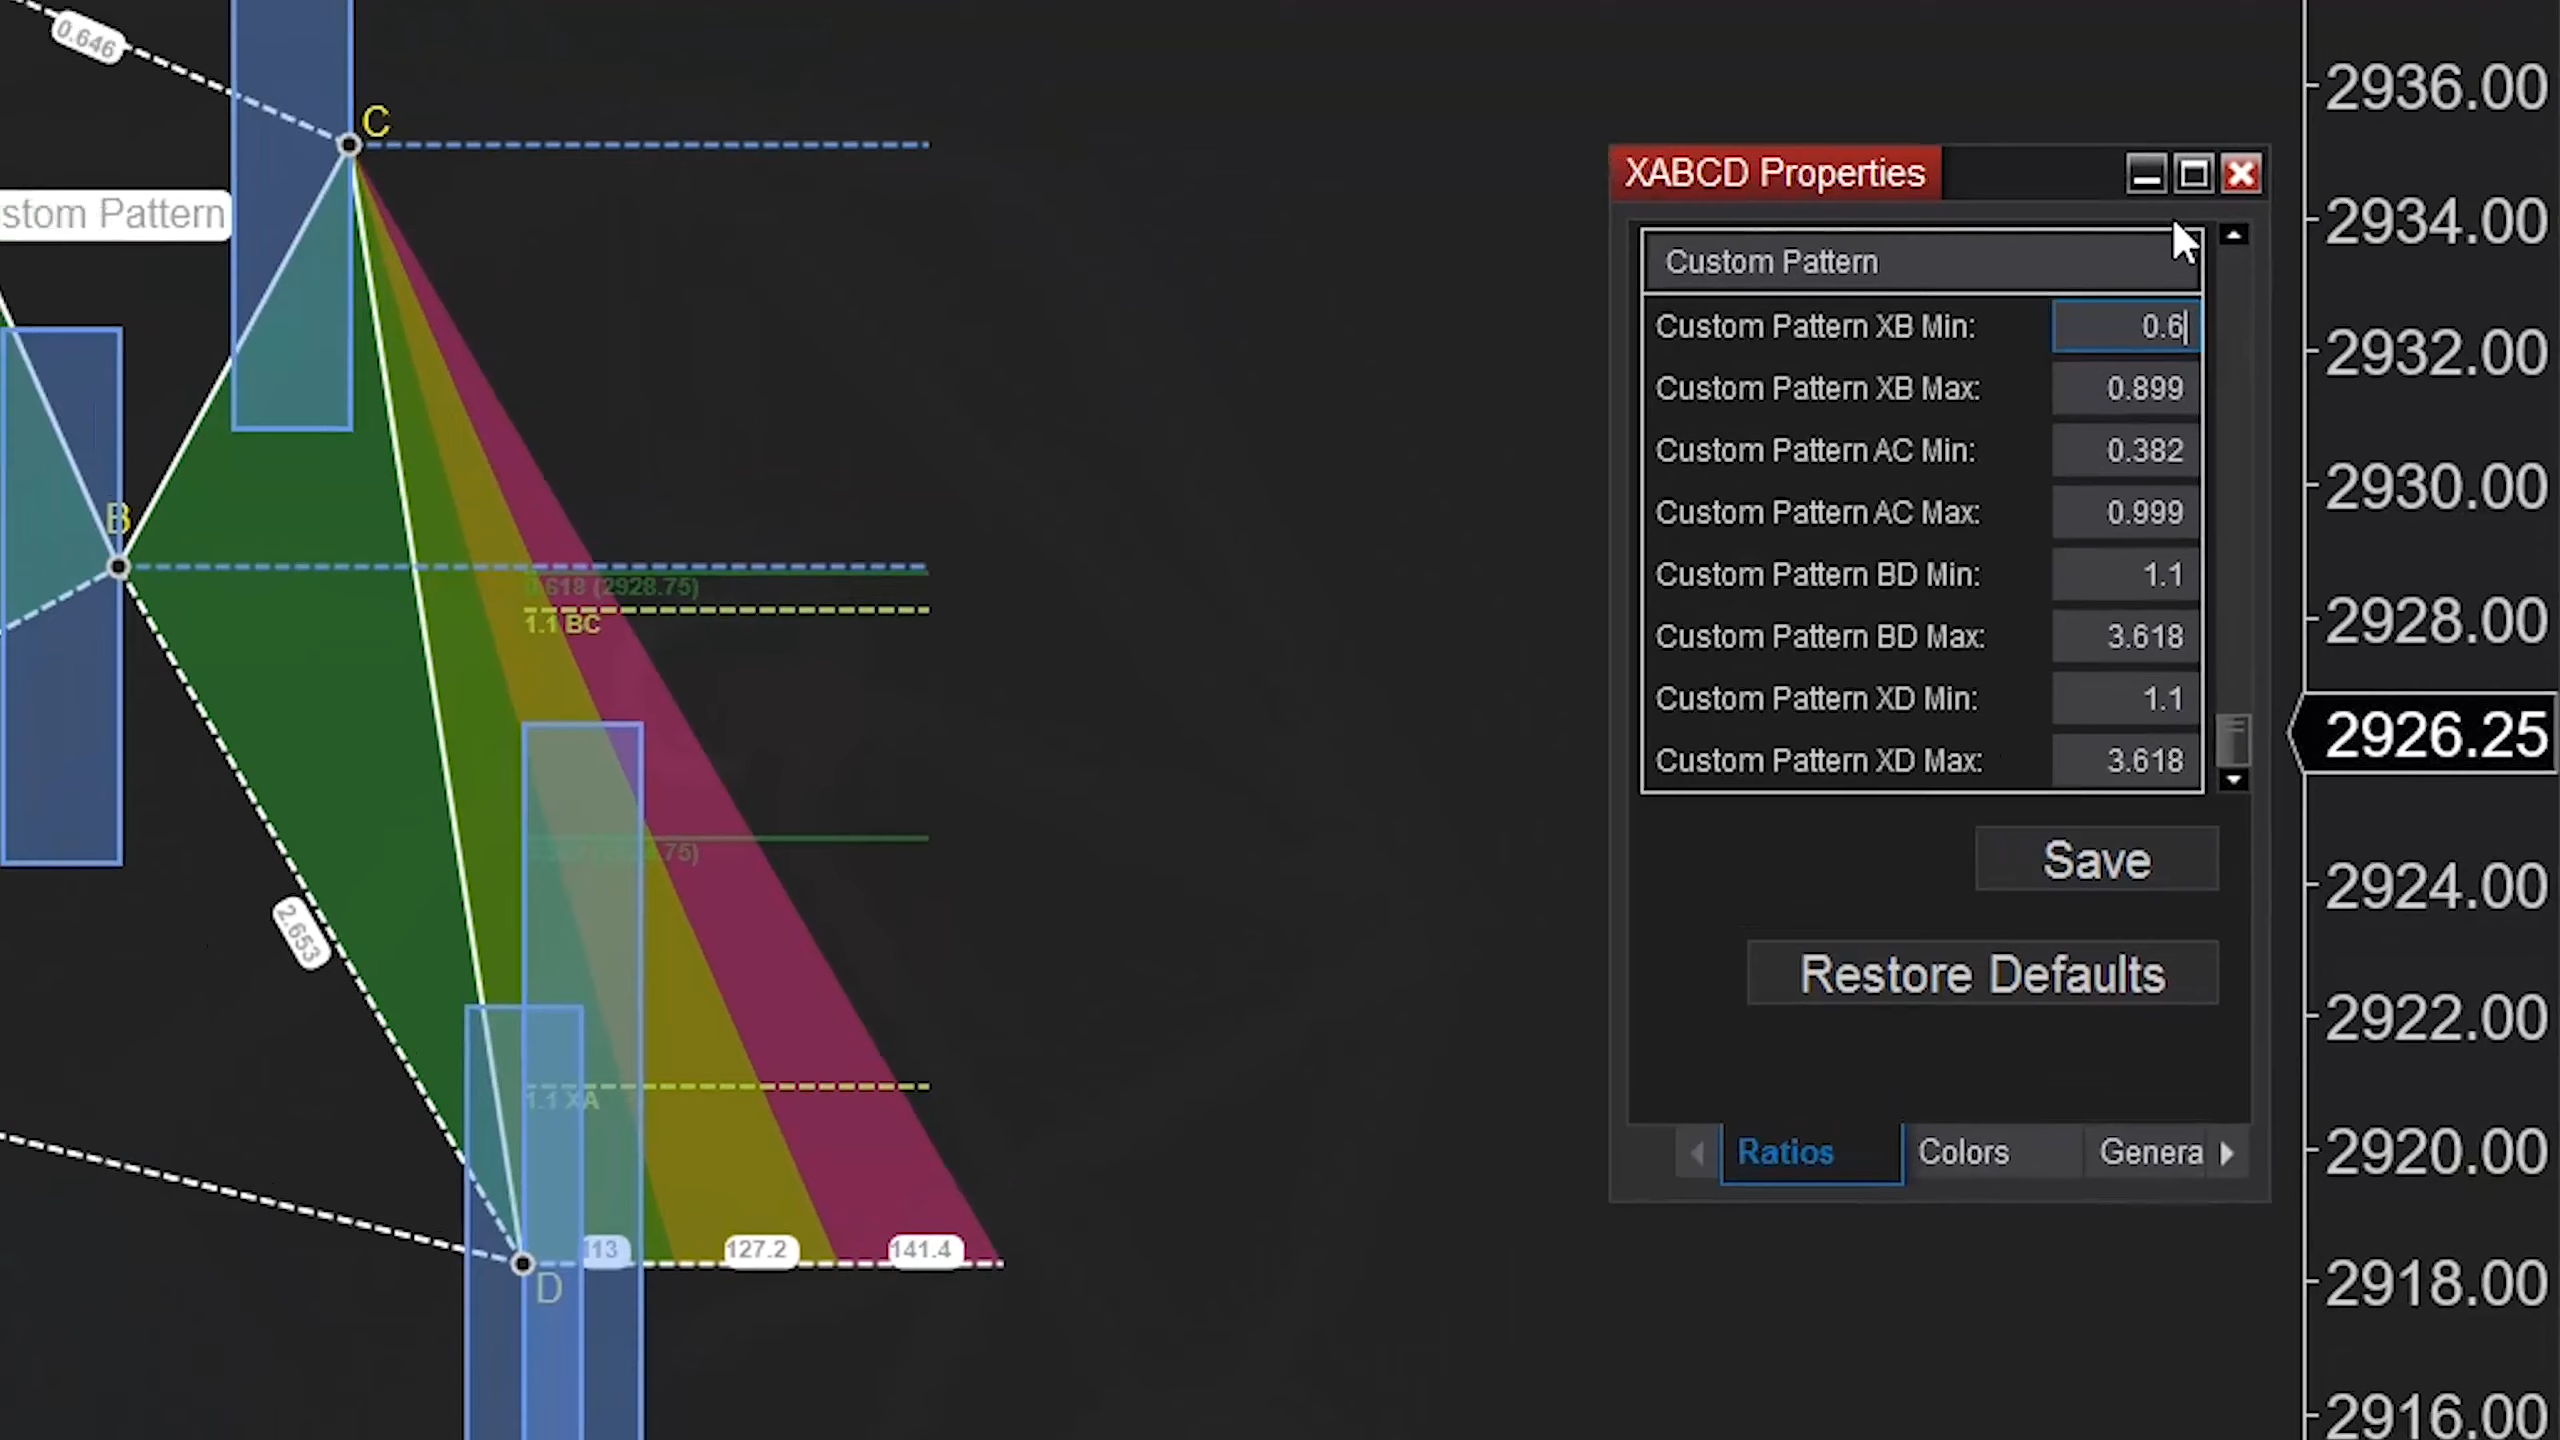 0.646
C
stom Pattern
B
0.618 (2928.75)
1.1 BC
75)
2.653
1.1 XA
113
127.2
141.4
D
XABCD Properties
Custom Pattern
Custom Pattern XB Min: 0.6
Custom Pattern XB Max: 0.899
Custom Pattern AC Min: 0.382
Custom Pattern AC Max: 0.999
Custom Pattern BD Min: 1.1
Custom Pattern BD Max: 3.618
Custom Pattern XD Min: 1.1
Custom Pattern XD Max: 3.618
Save
Restore Defaults
Ratios
Colors
Genera
2936.00
2934.00
2932.00
2930.00
2928.00
2926.25
2924.00
2922.00
2920.00
2918.00
2916.00